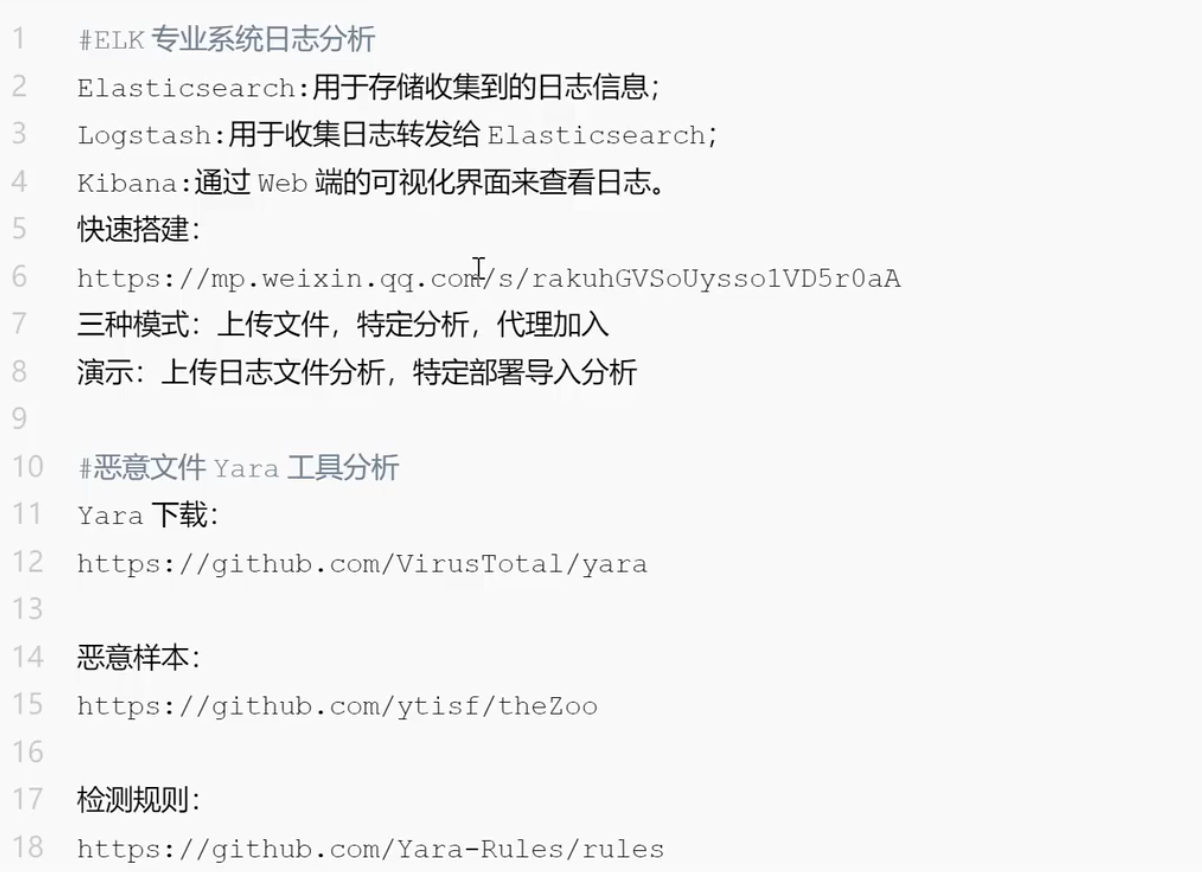 1 #ELK 专业系统日志分析
2 Elasticsearch:用于存储收集到的日志信息；
3 Logstash:用于收集日志转发给 Elasticsearch；
4 Kibana:通过 Web 端的可视化界面来查看日志。
5 快速搭建：
6 https://mp.weixin.qq.com/s/rakuhGVSoUysso1VD5r0aA
7 三种模式：上传文件，特定分析，代理加入
8 演示：上传日志文件分析，特定部署导入分析
9
10 #恶意文件 Yara 工具分析
11 Yara 下载：
12 https://github.com/VirusTotal/yara
13
14 恶意样本：
15 https://github.com/ytisf/theZoo
16
17 检测规则：
18 https://github.com/Yara-Rules/rules